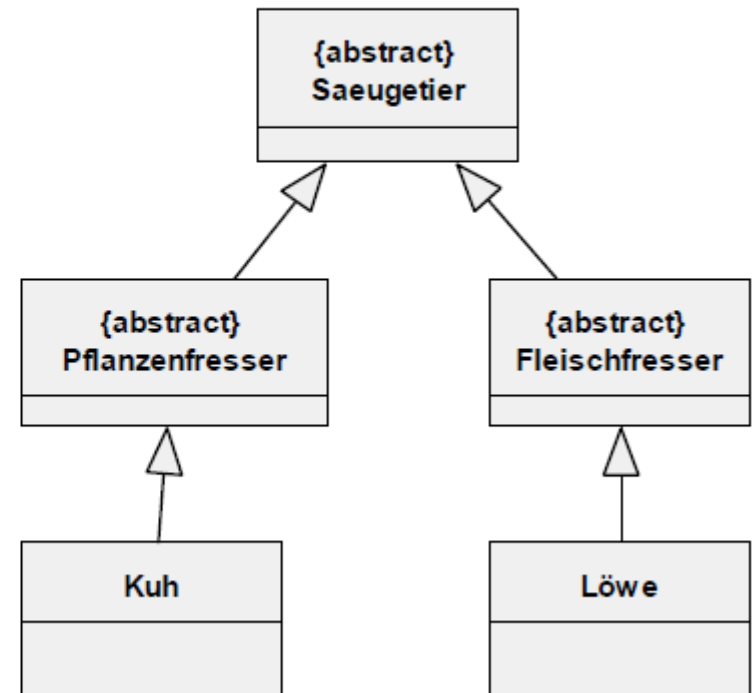 {abstract}
Saeugetier
{abstract}
Pflanzenfresser
{abstract}
Fleischfresser
Kuh
Löwe